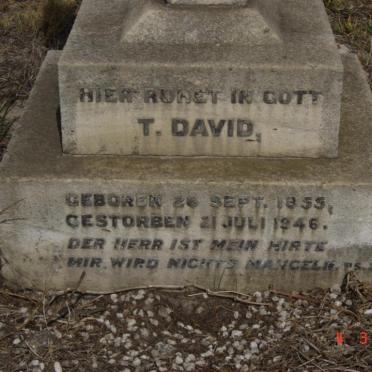 HIER RUHET IN GOTT
T. DAVID,
GEBOREN 26 SEPT. 1855,
GESTORBEN 21 JULI 1946.
DER HERR IST MEIN HIRTE
MIR WIRD NICHTS MANGELN. PS.